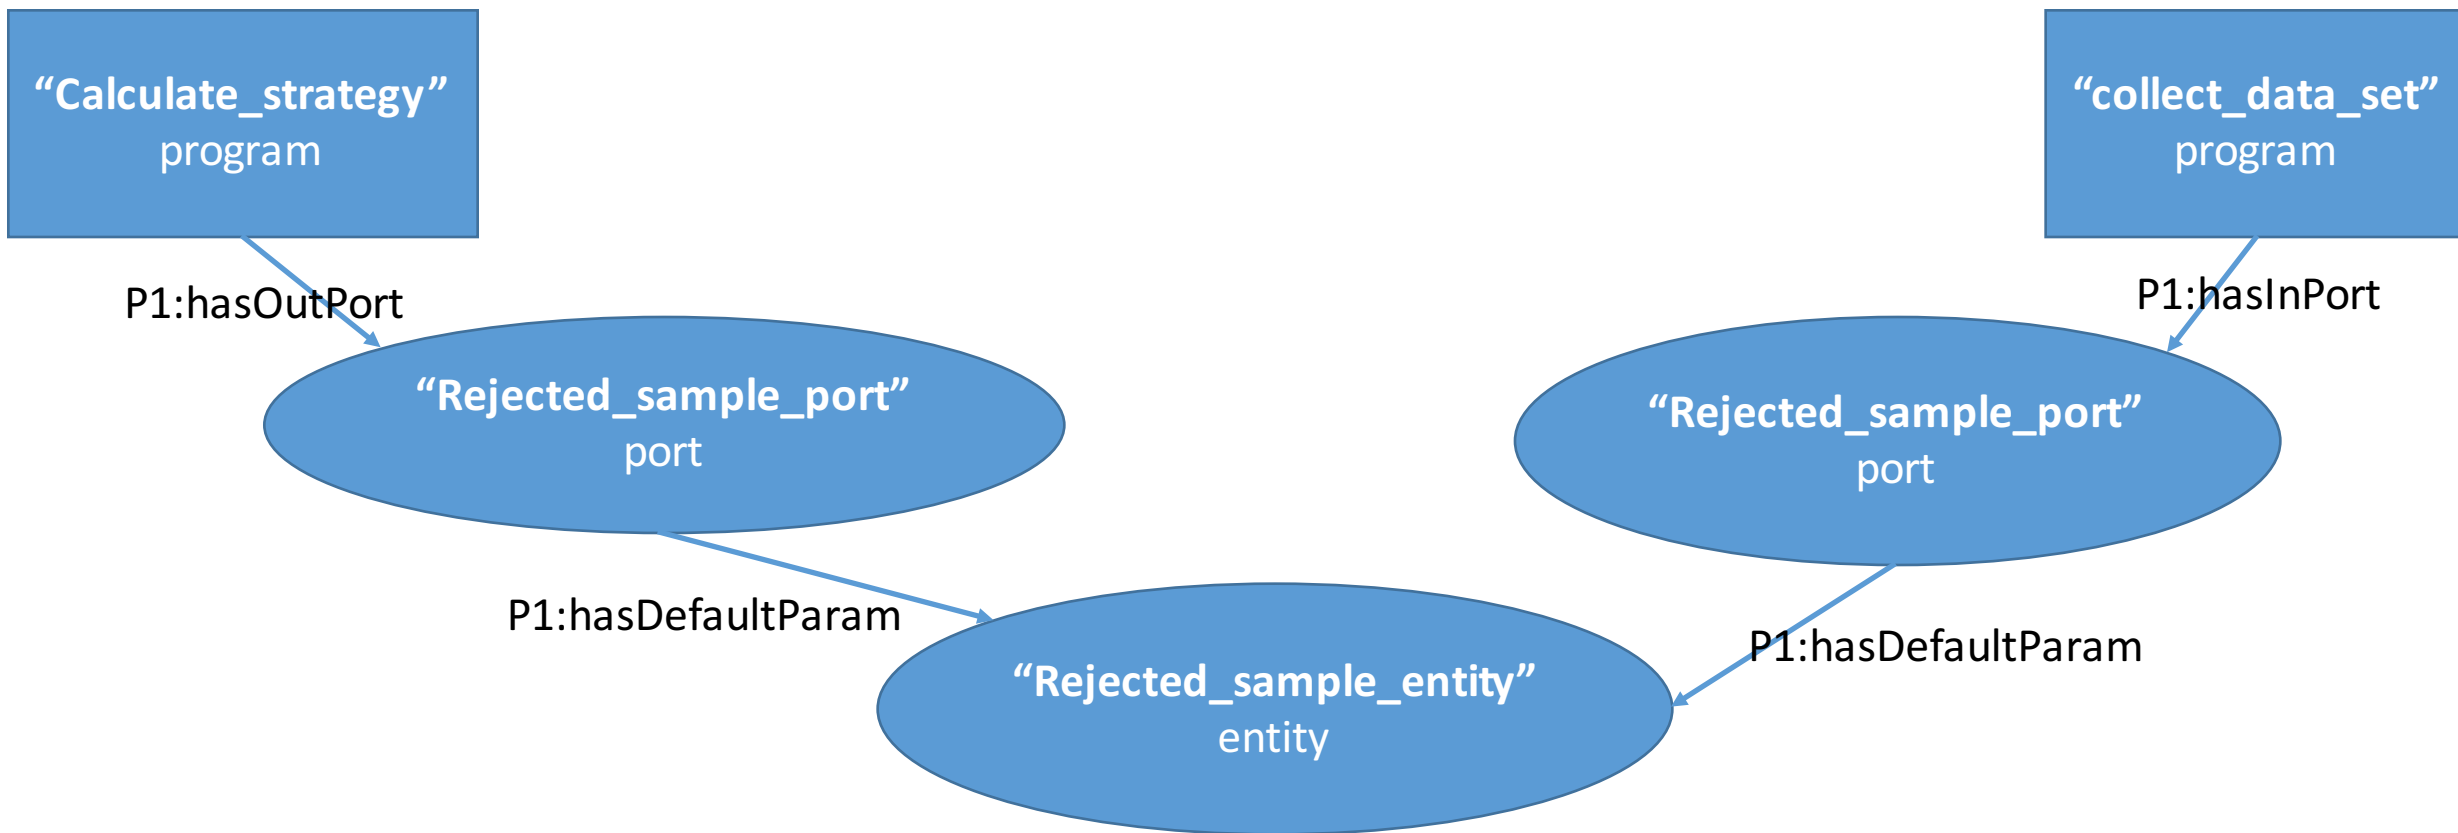 “Calculate_strategy”
program
“collect_data_set”
program
P1:hasOutPort
P1:hasInPort
“Rejected_sample_port”
port
“Rejected_sample_port”
port
P1:hasDefaultParam
P1:hasDefaultParam
“Rejected_sample_entity”
entity